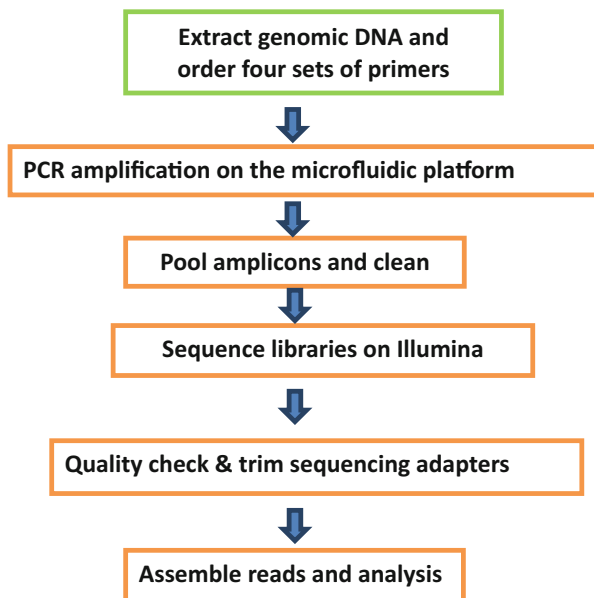 Extract genomic DNA and
order four sets of primers
PCR amplification on the microfluidic platform
Pool amplicons and clean
Sequence libraries on Illumina
Quality check & trim sequencing adapters
Assemble reads and analysis